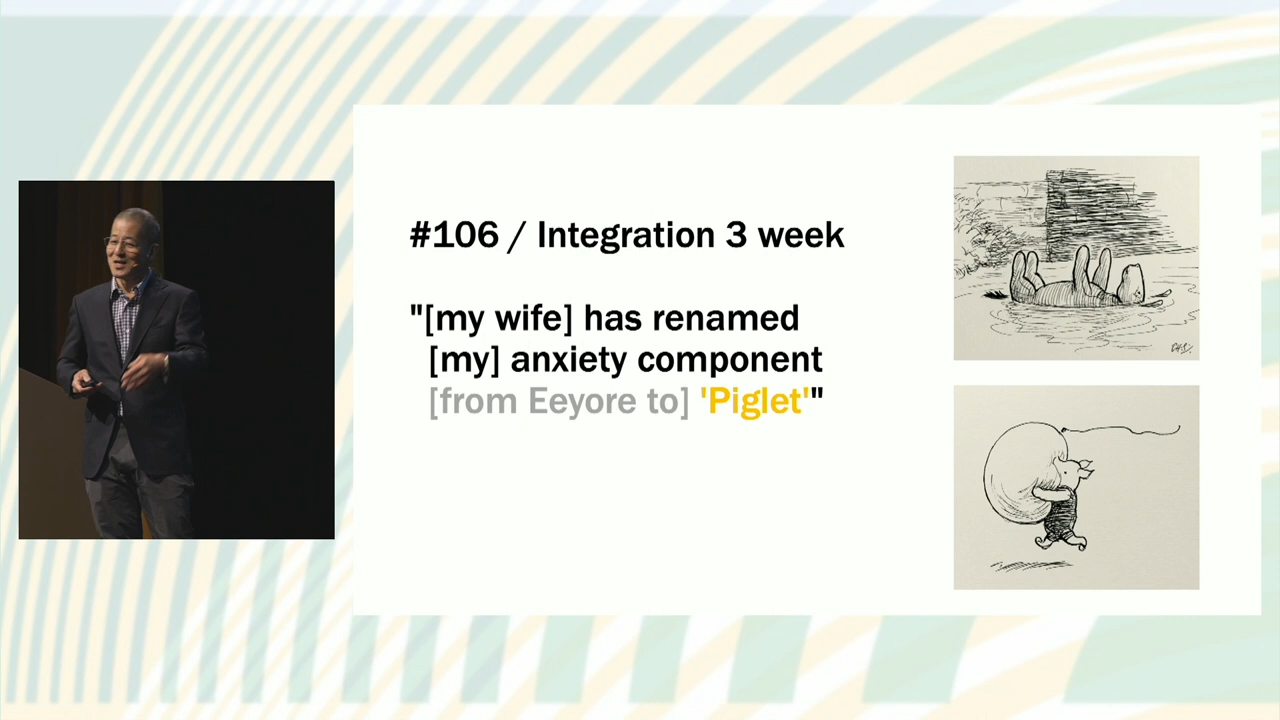 #106 / Integration 3 week
"[my wife] has renamed
[my] anxiety component
[from Eeyore to] 'Piglet'"